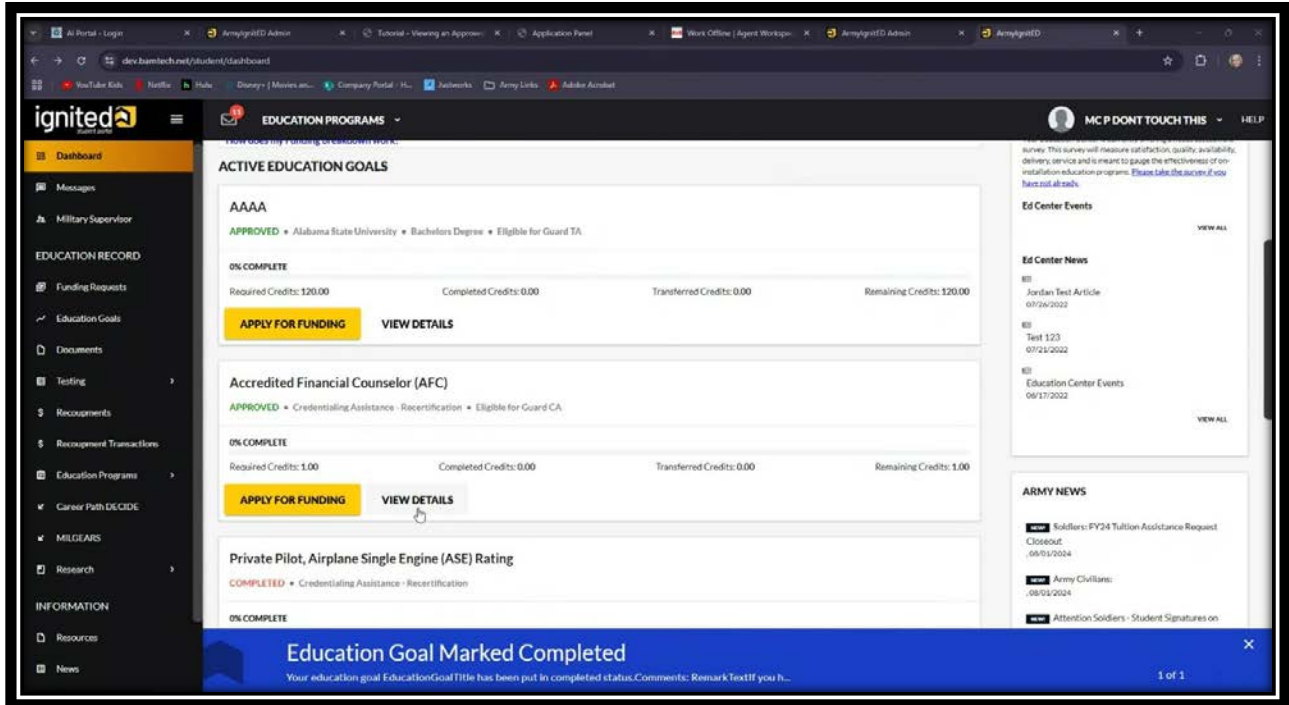 AI Portal - Login
ArmyIgnitED Admin
Tutorial - Viewing an Approve
Application Panel
Work Offline | Agent Workspa
ArmyIgnitED Admin
ArmyIgnitED
dev.bamtech.net/student/dashboard
YouTube Kids
Netflix
Hulu
Disney+ | Movies an...
Company Portal - H...
Justworks
Army Links
Adobe Acrobat
ignited
student portal
11
EDUCATION PROGRAMS
MC P DONT TOUCH THIS
HELP
Dashboard
Messages
Military Supervisor
EDUCATION RECORD
Funding Requests
Education Goals
Documents
Testing
Recoupments
Recoupment Transactions
Education Programs
Career Path DECIDE
MILGEARS
Research
INFORMATION
Resources
News
How does my Funding breakdown work?
ACTIVE EDUCATION GOALS
AAAA
APPROVED • Alabama State University • Bachelors Degree • Eligible for Guard TA
0% COMPLETE
Required Credits: 120.00 Completed Credits: 0.00 Transferred Credits: 0.00 Remaining Credits: 120.00
APPLY FOR FUNDING VIEW DETAILS
Accredited Financial Counselor (AFC)
APPROVED • Credentialing Assistance - Recertification • Eligible for Guard CA
0% COMPLETE
Required Credits: 1.00 Completed Credits: 0.00 Transferred Credits: 0.00 Remaining Credits: 1.00
APPLY FOR FUNDING VIEW DETAILS
Private Pilot, Airplane Single Engine (ASE) Rating
COMPLETED • Credentialing Assistance - Recertification
0% COMPLETE
survey. This survey will measure satisfaction, quality, availability,
delivery, service and is meant to gauge the effectiveness of on-
installation education programs. Please take the survey if you
have not already.
Ed Center Events
VIEW ALL
Ed Center News
Jordan Test Article
07/26/2022
Test 123
07/21/2022
Education Center Events
06/17/2022
VIEW ALL
ARMY NEWS
NEW! Soldiers: FY24 Tuition Assistance Request
Closeout
, 08/01/2024
NEW! Army Civilians:
, 08/01/2024
NEW! Attention Soldiers - Student Signatures on
Education Goal Marked Completed
Your education goal EducationGoalTitle has been put in completed status.Comments: RemarkTextIf you h...
1 of 1